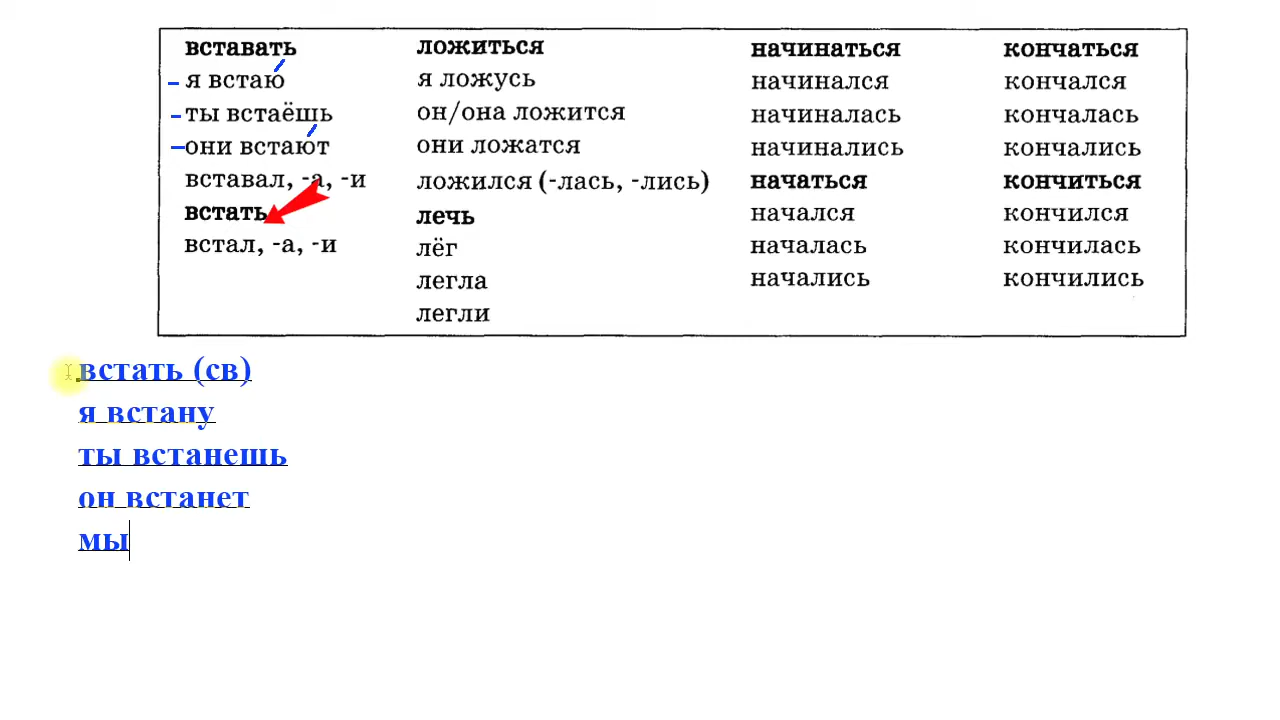 вставать
я встаю́
ты встаёшь
они встаю́т
вставал, -а, -и
встать
встал, -а, -и
ложиться
я ложусь
он/она ложится
они ложатся
ложился (-лась, -лись)
лечь
лёг
легла
легли
начинаться
начинался
начиналась
начинались
начаться
начался
началась
начались
кончаться
кончался
кончалась
кончались
кончиться
кончился
кончилась
кончились
встать (св)
я встану
ты встанешь
он встанет
мы